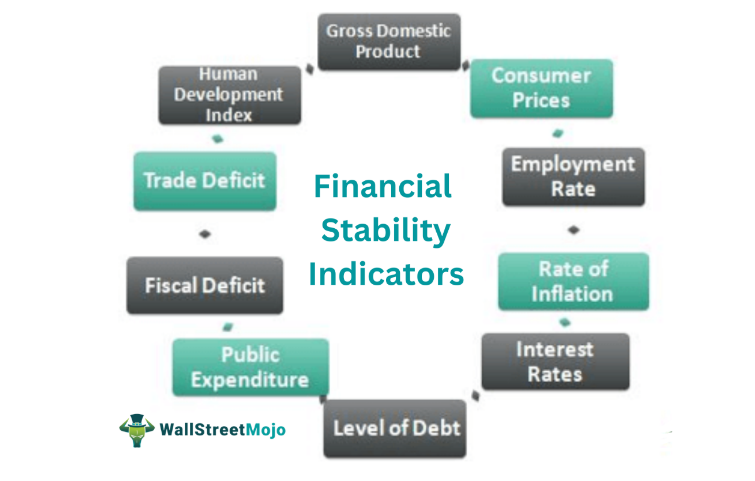 Gross Domestic
Product
Consumer
Prices
Employment
Rate
Rate of
Inflation
Interest
Rates
Level of Debt
Public
Expenditure
Fiscal Deficit
Trade Deficit
Human
Development
Index
Financial
Stability
Indicators
WallStreetMojo